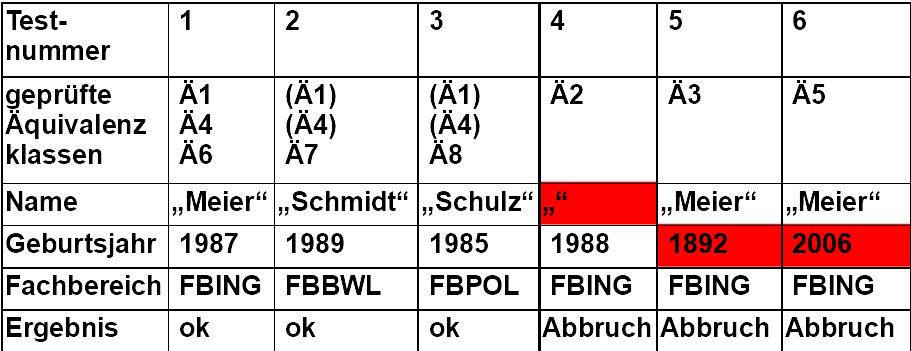 Test-nummer 1 2 3 4 5 6
geprüfte Äquivalenz klassen Ä1 Ä4 Ä6 (Ä1) (Ä4) Ä7 (Ä1) (Ä4) Ä8 Ä2 Ä3 Ä5
Name „Meier“ „Schmidt“ „Schulz“ „“ „Meier“ „Meier“
Geburtsjahr 1987 1989 1985 1988 1892 2006
Fachbereich FBING FBBWL FBPOL FBING FBING FBING
Ergebnis ok ok ok Abbruch Abbruch Abbruch